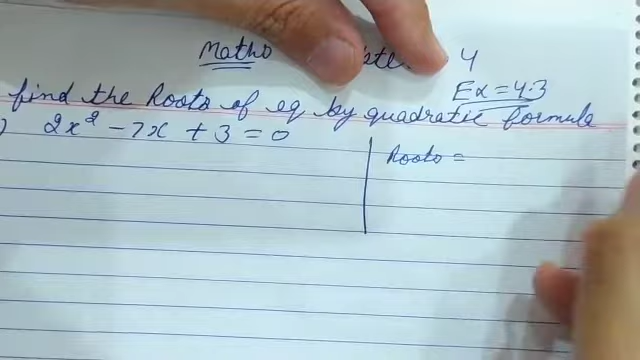 Maths 4
Ex = 4.3
find the Roots of eq by quadratic formula
) 2x² - 7x + 3 = 0
Roots =